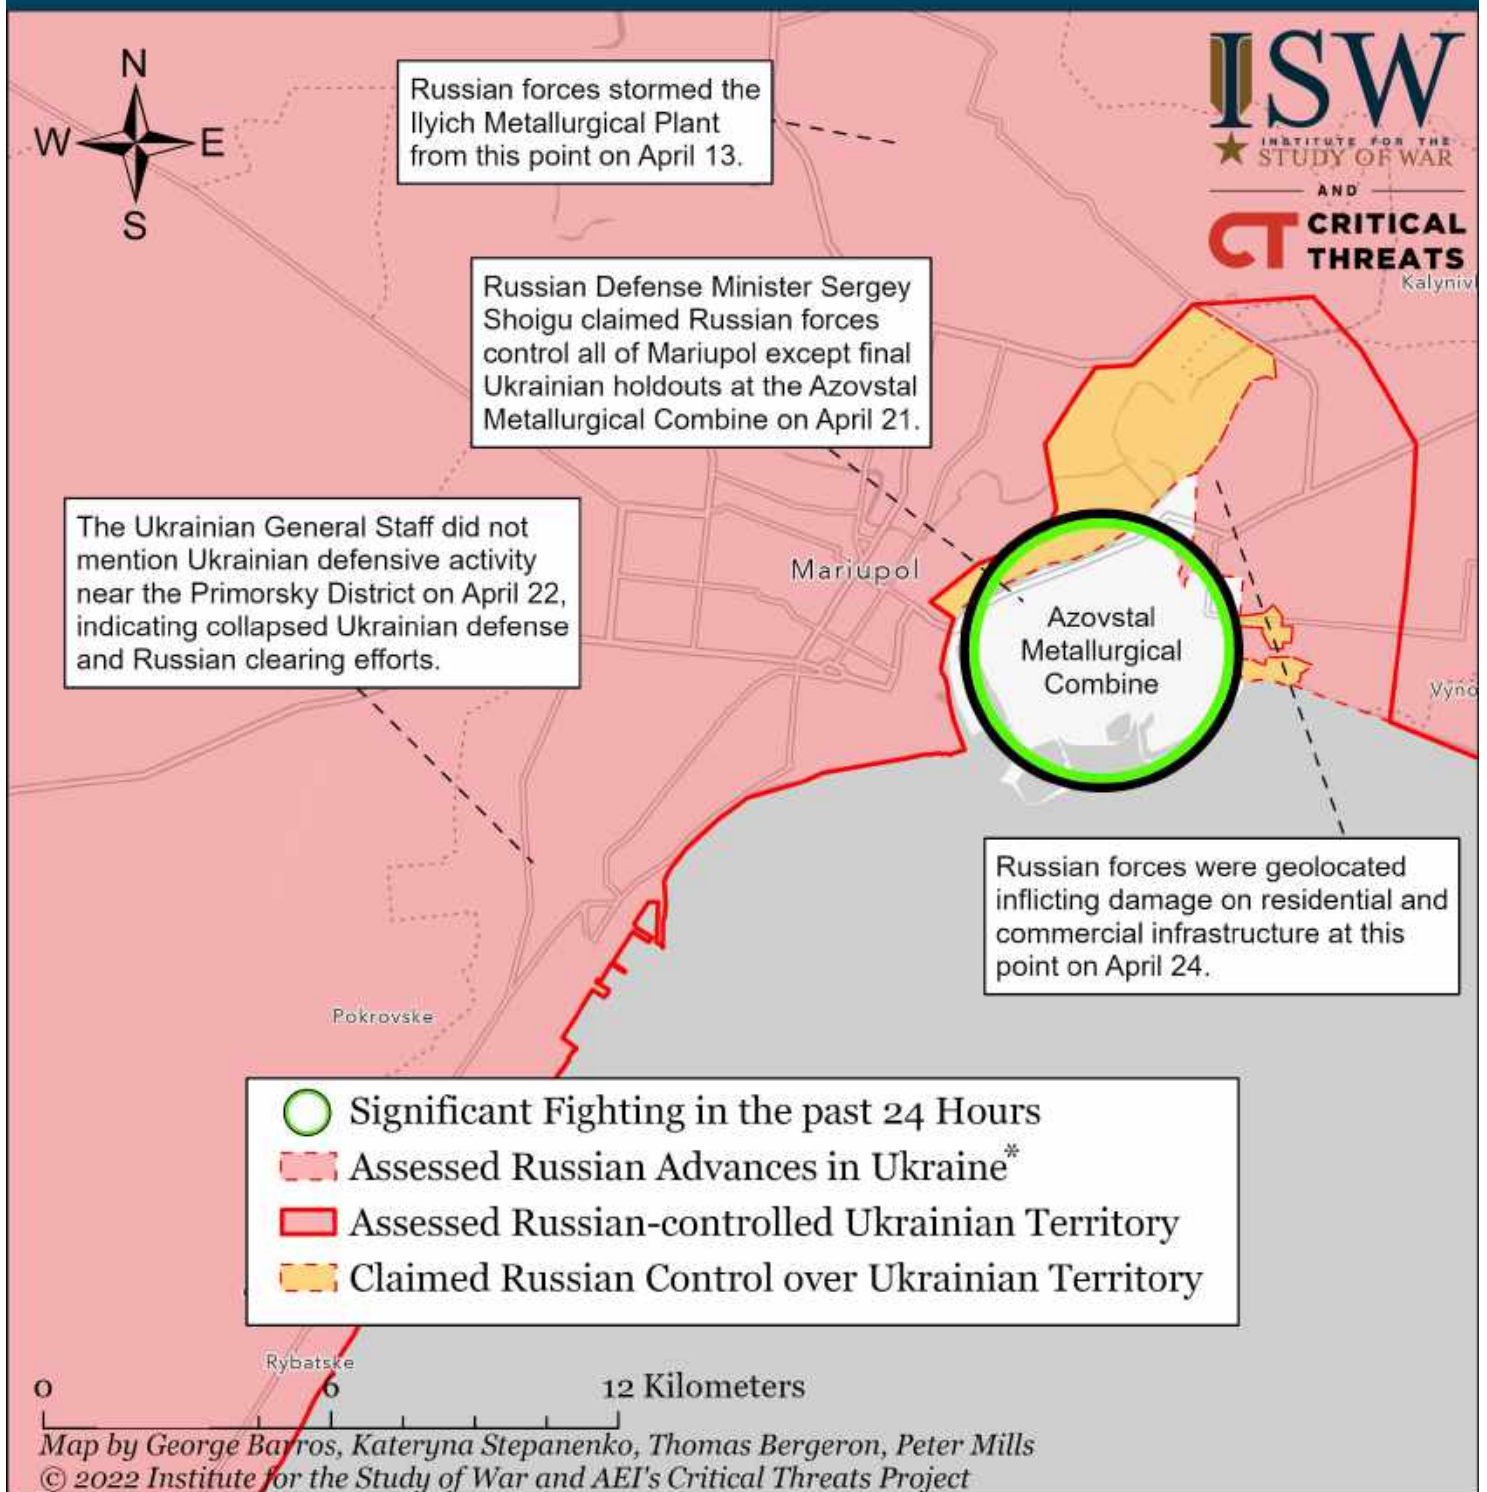 N
W
E
S
Russian forces stormed the
Ilyich Metallurgical Plant
from this point on April 13.
ISW
INSTITUTE FOR THE
STUDY OF WAR
AND
CT CRITICAL
THREATS
Kalynivk
Russian Defense Minister Sergey
Shoigu claimed Russian forces
control all of Mariupol except final
Ukrainian holdouts at the Azovstal
Metallurgical Combine on April 21.
The Ukrainian General Staff did not
mention Ukrainian defensive activity
near the Primorsky District on April 22,
indicating collapsed Ukrainian defense
and Russian clearing efforts.
Mariupol
Azovstal
Metallurgical
Combine
Vyno
Russian forces were geolocated
inflicting damage on residential and
commercial infrastructure at this
point on April 24.
Pokrovske
Significant Fighting in the past 24 Hours
Assessed Russian Advances in Ukraine*
Assessed Russian-controlled Ukrainian Territory
Claimed Russian Control over Ukrainian Territory
Rybatske
0 6 12 Kilometers
Map by George Barros, Kateryna Stepanenko, Thomas Bergeron, Peter Mills
© 2022 Institute for the Study of War and AEI's Critical Threats Project